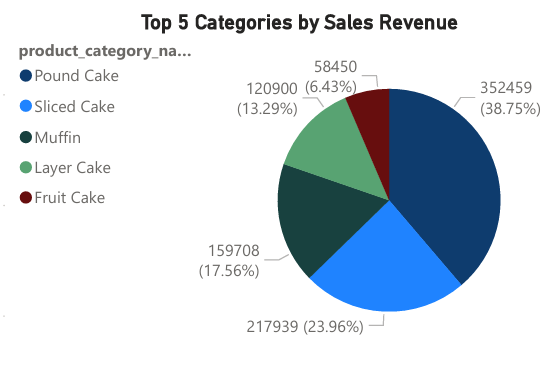 Top 5 Categories by Sales Revenue
product_category_na...
Pound Cake
Sliced Cake
Muffin
Layer Cake
Fruit Cake
58450
(6.43%)
120900
(13.29%)
352459
(38.75%)
159708
(17.56%)
217939 (23.96%)